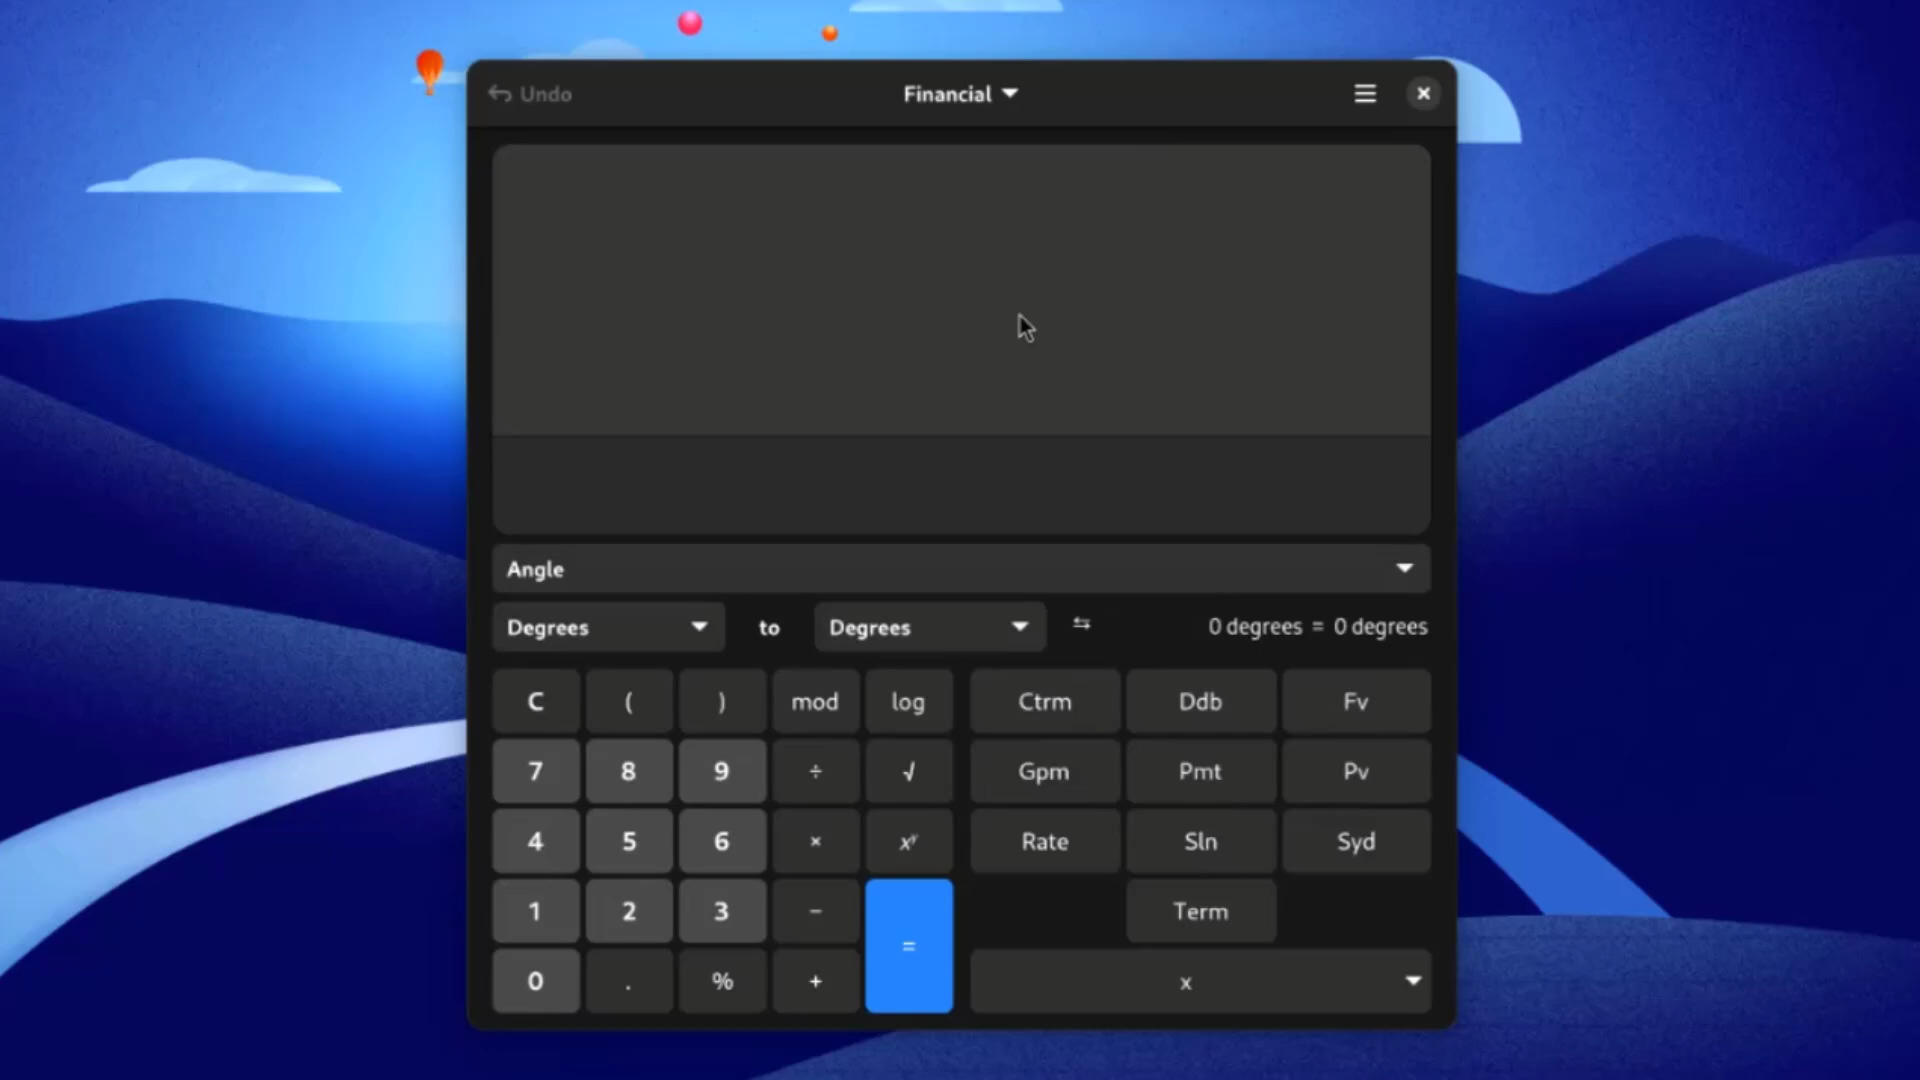 Undo Financial
Angle
Degrees to Degrees 0 degrees = 0 degrees
C ( ) mod log Ctrm Ddb Fv
7 8 9 ÷ √ Gpm Pmt Pv
4 5 6 × xʸ Rate Sln Syd
1 2 3 − = Term
0 . % + x